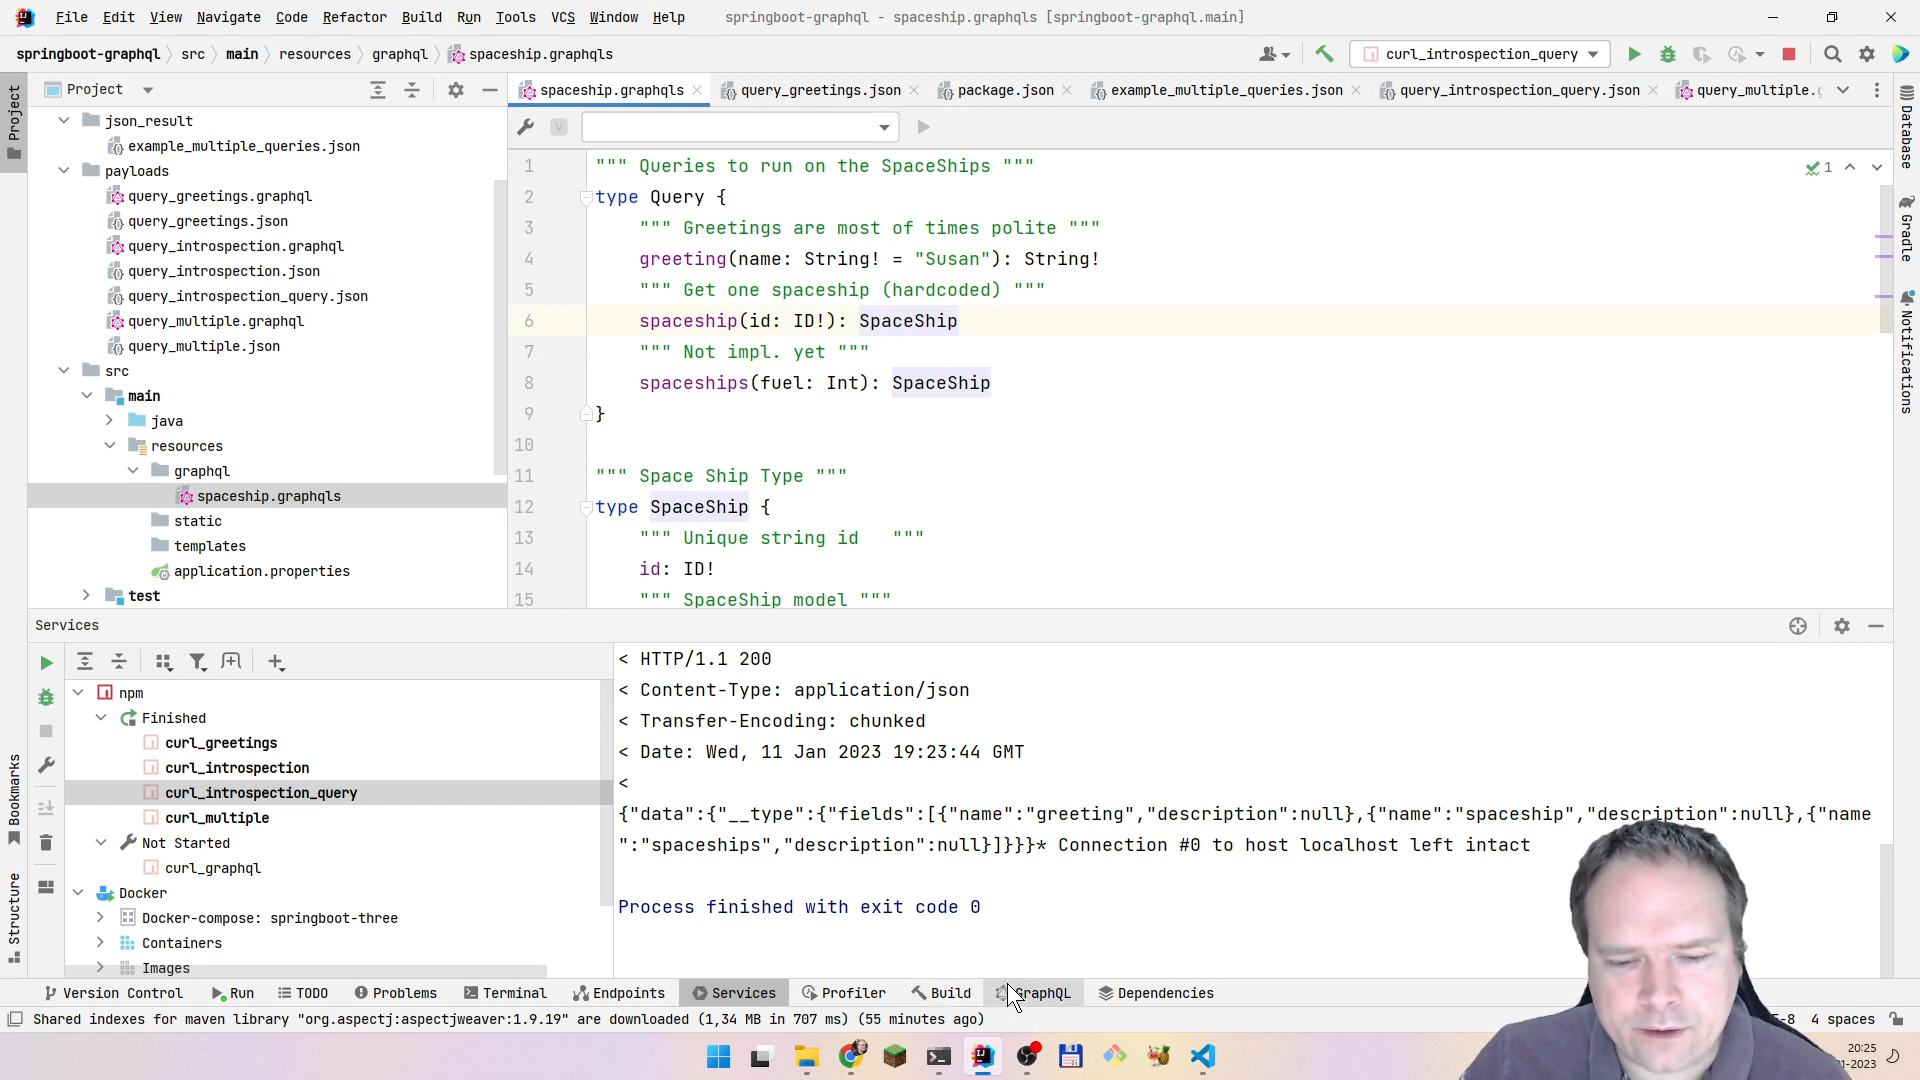 File Edit View Navigate Code Refactor Build Run Tools VCS Window Help springboot-graphql - spaceship.graphqls [springboot-graphql.main]
springboot-graphql src main resources graphql spaceship.graphqls curl_introspection_query
Project
Project
spaceship.graphqls query_greetings.json package.json example_multiple_queries.json query_introspection_query.json query_multiple.
json_result
example_multiple_queries.json
payloads
query_greetings.graphql
query_greetings.json
query_introspection.graphql
query_introspection.json
query_introspection_query.json
query_multiple.graphql
query_multiple.json
src
main
java
resources
graphql
spaceship.graphqls
static
templates
application.properties
test
V
1 """ Queries to run on the SpaceShips """
2 type Query {
3 """ Greetings are most of times polite """
4 greeting(name: String! = "Susan"): String!
5 """ Get one spaceship (hardcoded) """
6 spaceship(id: ID!): SpaceShip
7 """ Not impl. yet """
8 spaceships(fuel: Int): SpaceShip
9 }
10
11 """ Space Ship Type """
12 type SpaceShip {
13 """ Unique string id """
14 id: ID!
15 """ SpaceShip model """
1
Database
Gradle
Notifications
Services
npm
Finished
curl_greetings
curl_introspection
curl_introspection_query
curl_multiple
Not Started
curl_graphql
Docker
Docker-compose: springboot-three
Containers
Images
Bookmarks
Structure
< HTTP/1.1 200
< Content-Type: application/json
< Transfer-Encoding: chunked
< Date: Wed, 11 Jan 2023 19:23:44 GMT
<
{"data":{"__type":{"fields":[{"name":"greeting","description":null},{"name":"spaceship","description":null},{"name
":"spaceships","description":null}]}}}* Connection #0 to host localhost left intact
Process finished with exit code 0
Version Control Run TODO Problems Terminal Endpoints Services Profiler Build GraphQL Dependencies
Shared indexes for maven library "org.aspectj:aspectjweaver:1.9.19" are downloaded (1,34 MB in 707 ms) (55 minutes ago) 4 spaces
20:25
-2023